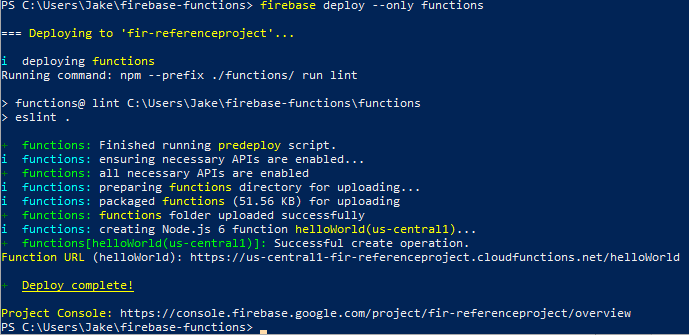 PS C:\Users\Jake\firebase-functions> firebase deploy --only functions
=== Deploying to 'fir-referenceproject'...
i  deploying functions
Running command: npm --prefix ./functions/ run lint
> functions@ lint C:\Users\Jake\firebase-functions\functions
> eslint .
+  functions: Finished running predeploy script.
i  functions: ensuring necessary APIs are enabled...
+  functions: all necessary APIs are enabled
i  functions: preparing functions directory for uploading...
i  functions: packaged functions (51.56 KB) for uploading
+  functions: functions folder uploaded successfully
i  functions: creating Node.js 6 function helloWorld(us-central1)...
+  functions[helloWorld(us-central1)]: Successful create operation.
Function URL (helloWorld): https://us-central1-fir-referenceproject.cloudfunctions.net/helloWorld
+  Deploy complete!
Project Console: https://console.firebase.google.com/project/fir-referenceproject/overview
PS C:\Users\Jake\firebase-functions>